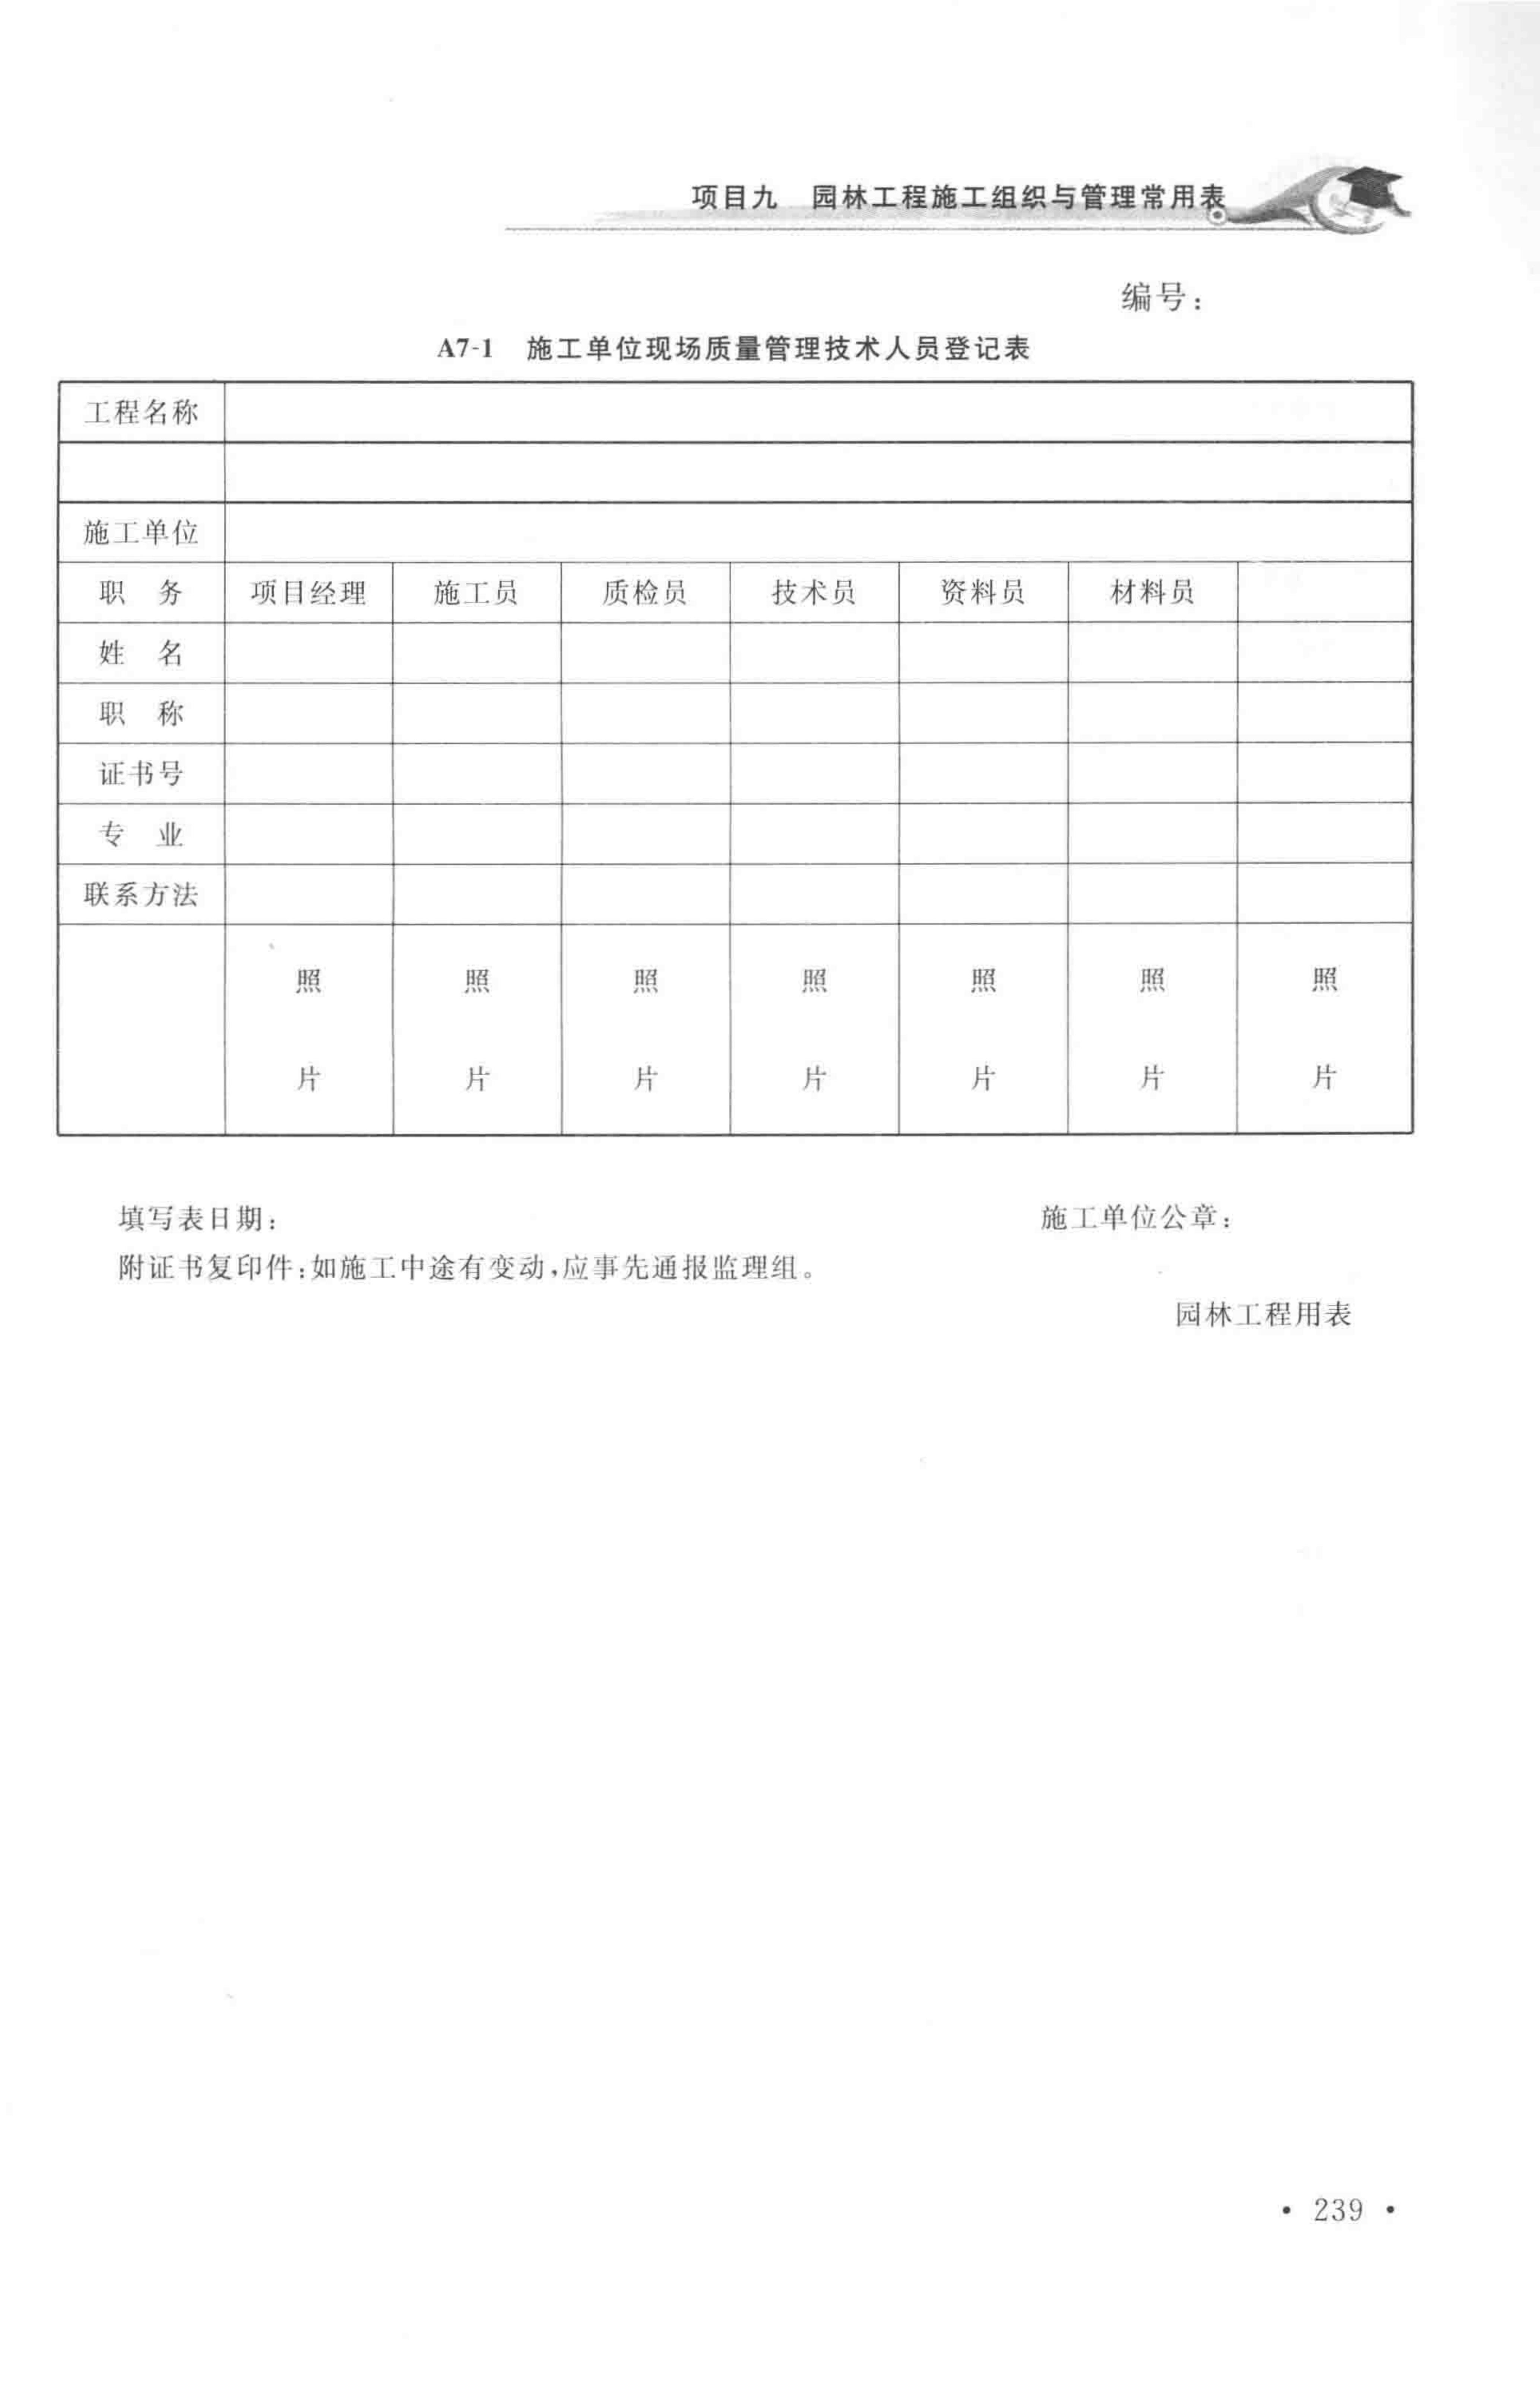 项目九 园林工程施工组织与管理常用表
编号:
A7-1 施工单位现场质量管理技术人员登记表
工程名称
施工单位
职 务 项目经理 施工员 质检员 技术员 资料员 材料员
姓 名
职 称
证书号
专 业
联系方法
照 照 照 照 照 照 照
片 片 片 片 片 片 片
填写表日期: 施工单位公章:
附证书复印件:如施工中途有变动,应事先通报监理组。
园林工程用表
• 239 •